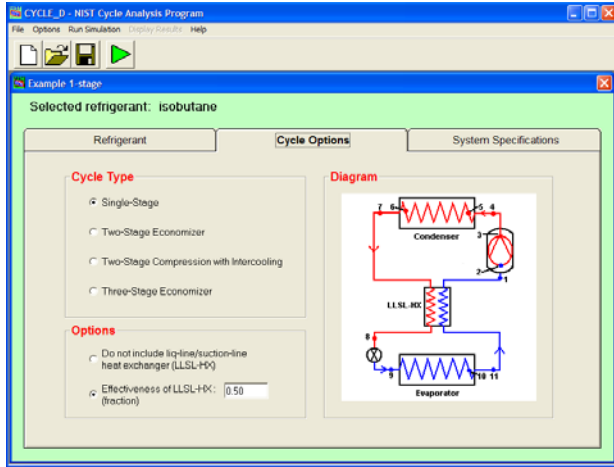 CYCLE_D - NIST Cycle Analysis Program
File Options Run Simulation Display Results Help
Example 1-stage
Selected refrigerant: isobutane
Refrigerant Cycle Options System Specifications
Cycle Type
Single-Stage
Two-Stage Economizer
Two-Stage Compression with Intercooling
Three-Stage Economizer
Options
Do not include liq-line/suction-line
heat exchanger (LLSL-HX)
Effectiveness of LLSL-HX: 0.50
(fraction)
Diagram
7 6 5 4
Condenser
3
2
1
LLSL-HX
8
9 10 11
Evaporator